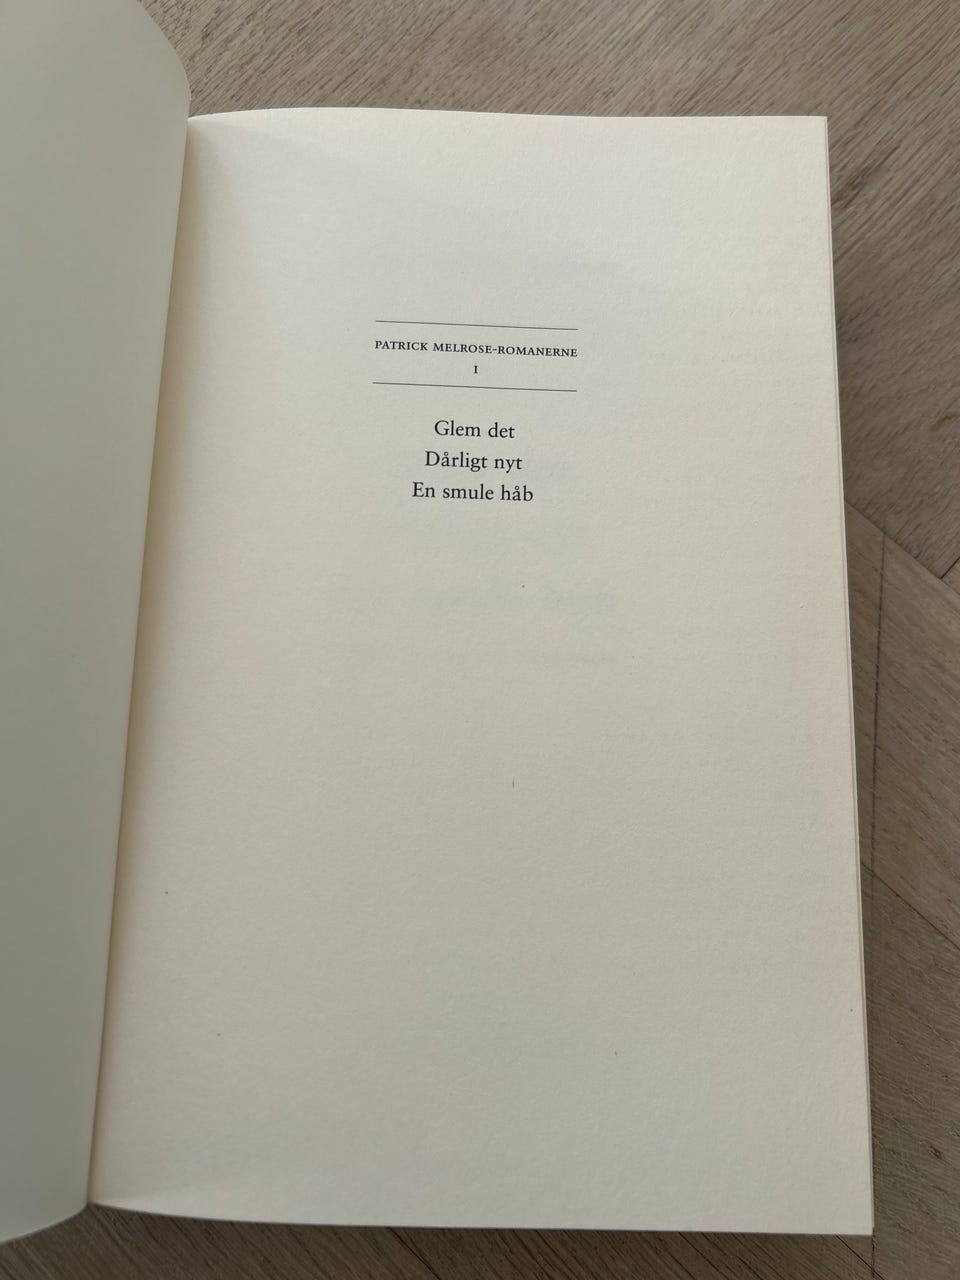 PATRICK MELROSE-ROMANERNE
I
Glem det
Dårligt nyt
En smule håb